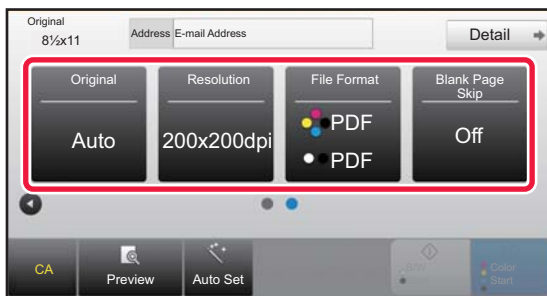 Original
8½x11
Address E-mail Address
Detail
Original
Auto
Resolution
200x200dpi
File Format
PDF
PDF
Blank Page
Skip
Off
CA
Preview
Auto Set
B/W
Start
Color
Start